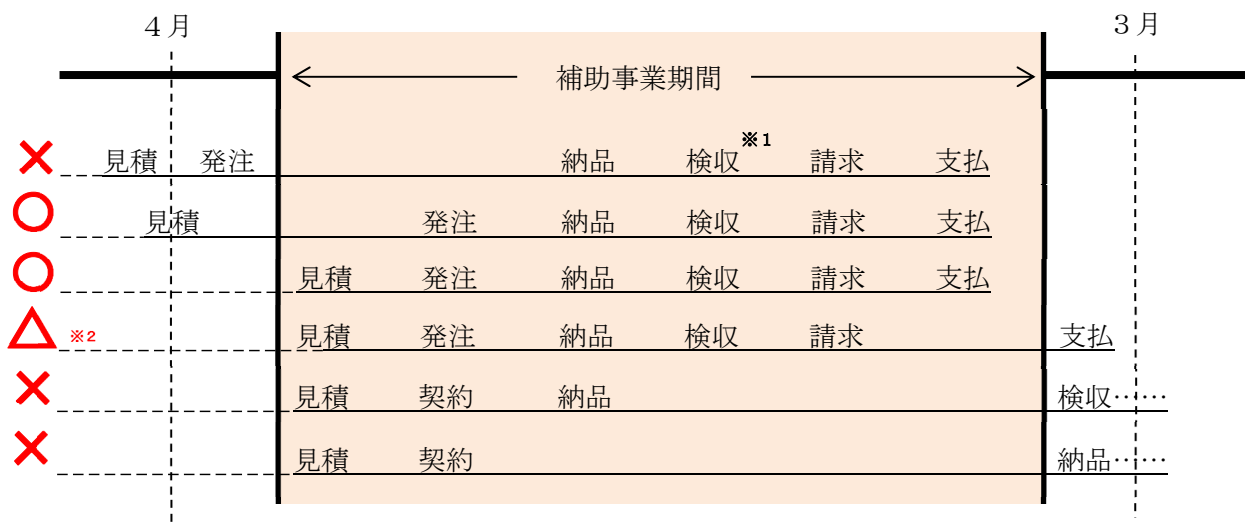 ４月
３月
補助事業期間
× 見積 発注 納品 検収※1 請求 支払
○ 見積 発注 納品 検収 請求 支払
○ 見積 発注 納品 検収 請求 支払
△ ※2 見積 発注 納品 検収 請求 支払
× 見積 契約 納品 検収……
× 見積 契約 納品……